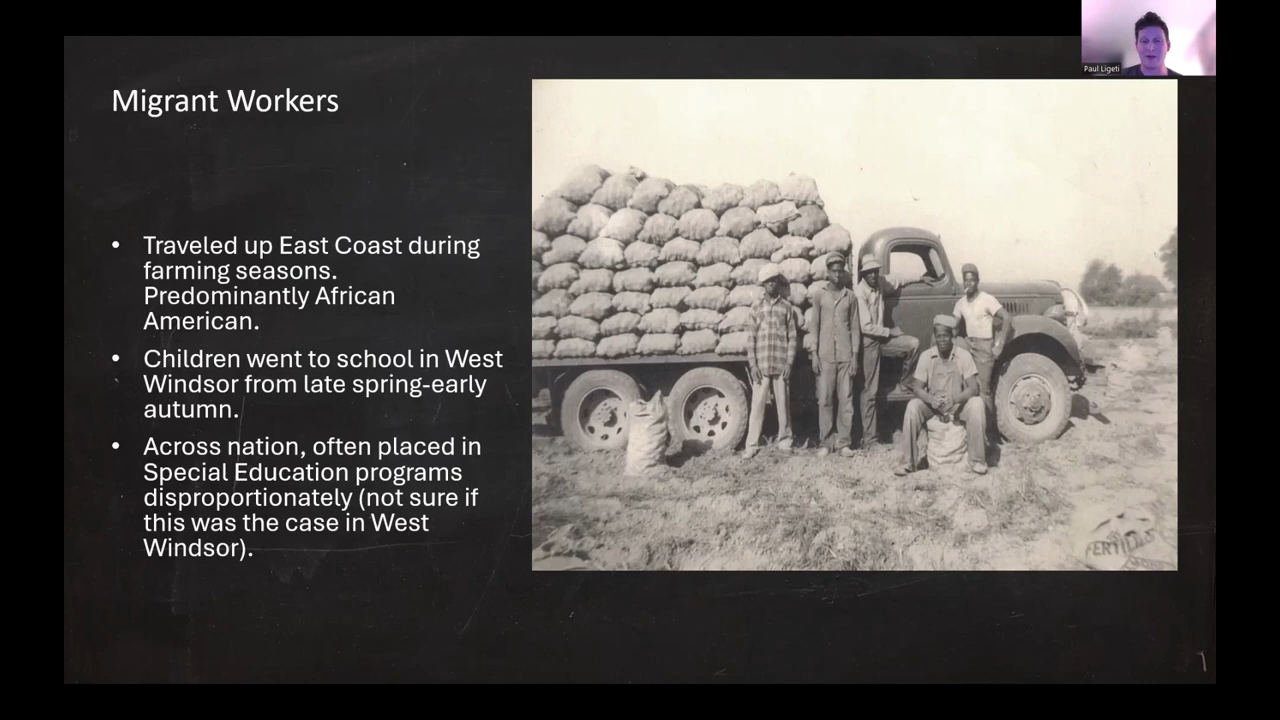 Paul Ligeti
Migrant Workers
• Traveled up East Coast during
farming seasons.
Predominantly African
American.
• Children went to school in West
Windsor from late spring-early
autumn.
• Across nation, often placed in
Special Education programs
disproportionately (not sure if
this was the case in West
Windsor).